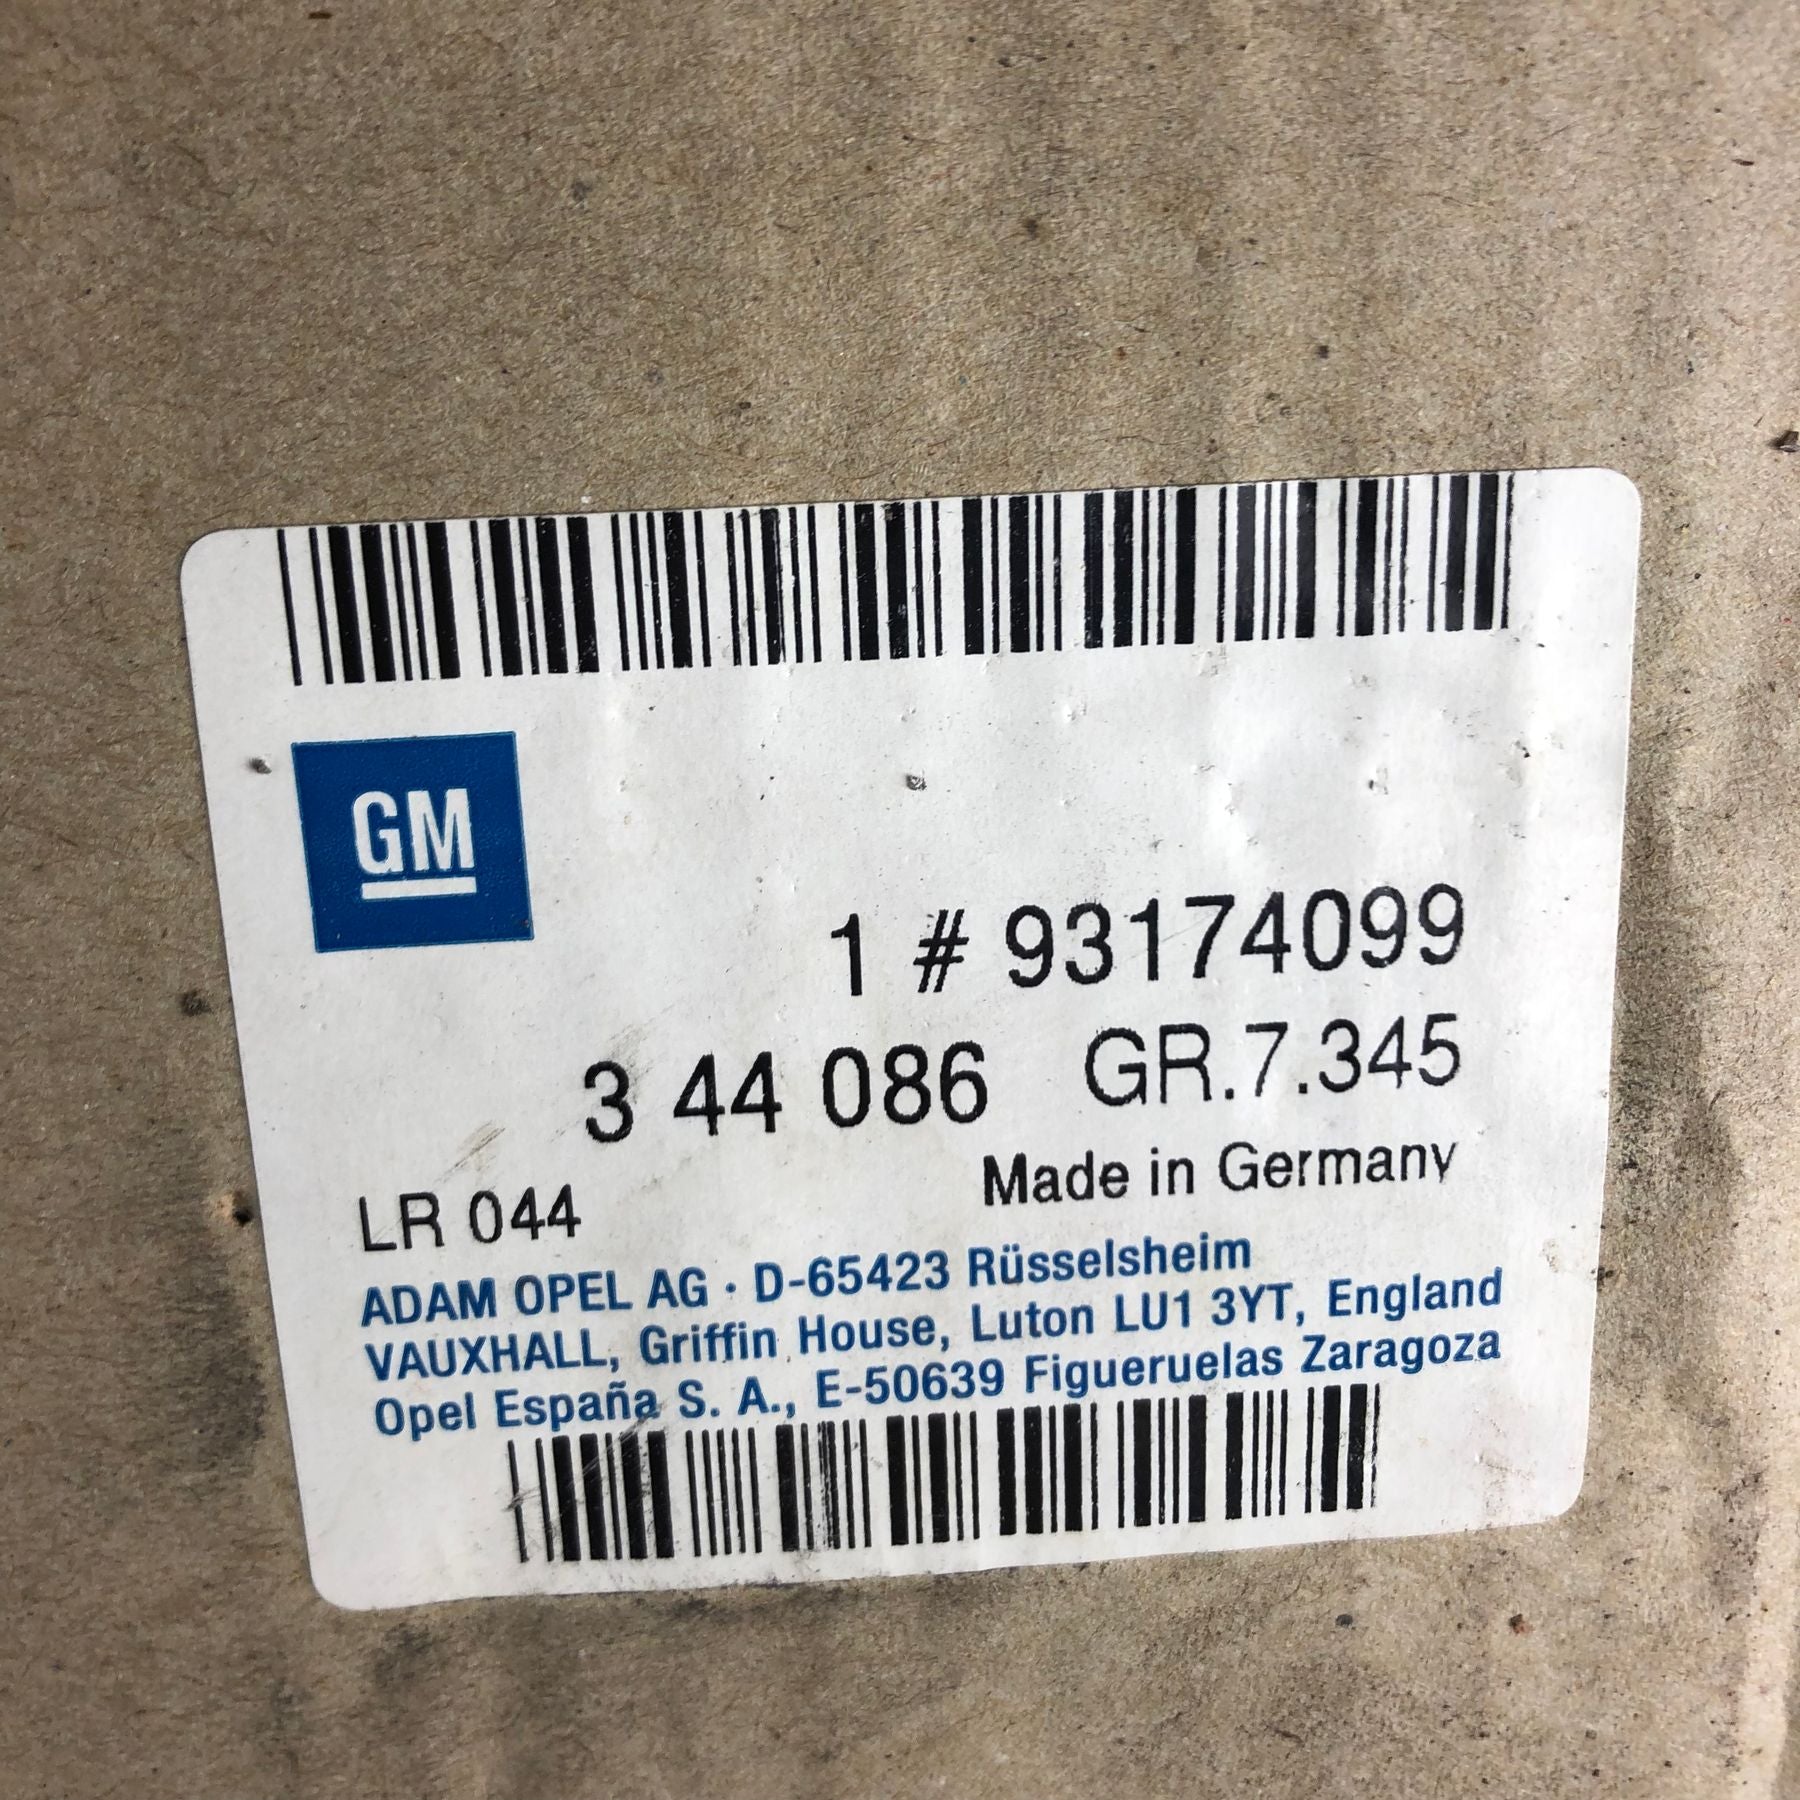 GM
1 # 93174099
3 44 086 GR.7.345
Made in Germany
LR 044
ADAM OPEL AG · D-65423 Rüsselsheim
VAUXHALL, Griffin House, Luton LU1 3YT, England
Opel España S. A., E-50639 Figueruelas Zaragoza